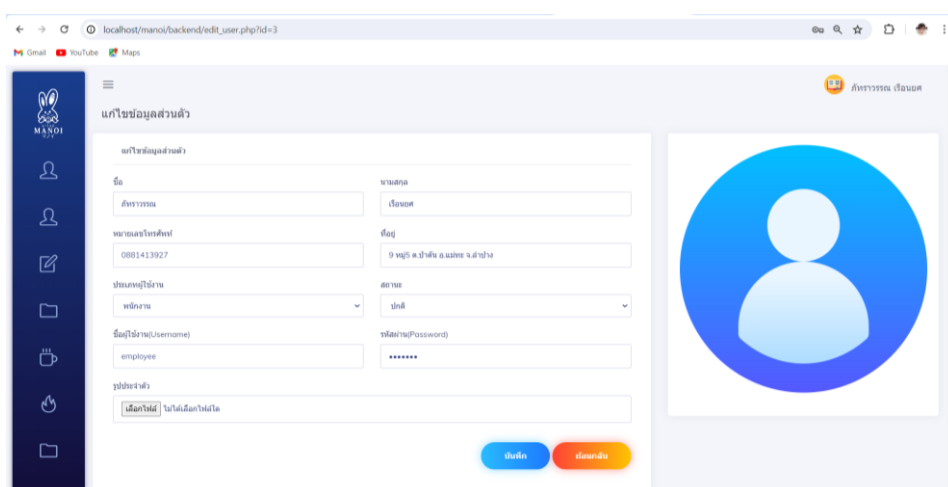 localhost/manoi/backend/edit_user.php?id=3
Gmail YouTube Maps
MANOI
ภัทราวรรณ เรือนยศ
แก้ไขข้อมูลส่วนตัว
แก้ไขข้อมูลส่วนตัว
ชื่อ นามสกุล
ภัทราวรรณ เรือนยศ
หมายเลขโทรศัพท์ ที่อยู่
0881413927 9 หมู่5 ต.ป่าตัน อ.แม่ทะ จ.ลำปาง
ประเภทผู้ใช้งาน สถานะ
พนักงาน ปกติ
ชื่อผู้ใช้งาน(Username) รหัสผ่าน(Password)
employee •••••••
รูปประจำตัว
เลือกไฟล์ ไม่ได้เลือกไฟล์ใด
บันทึก ย้อนกลับ